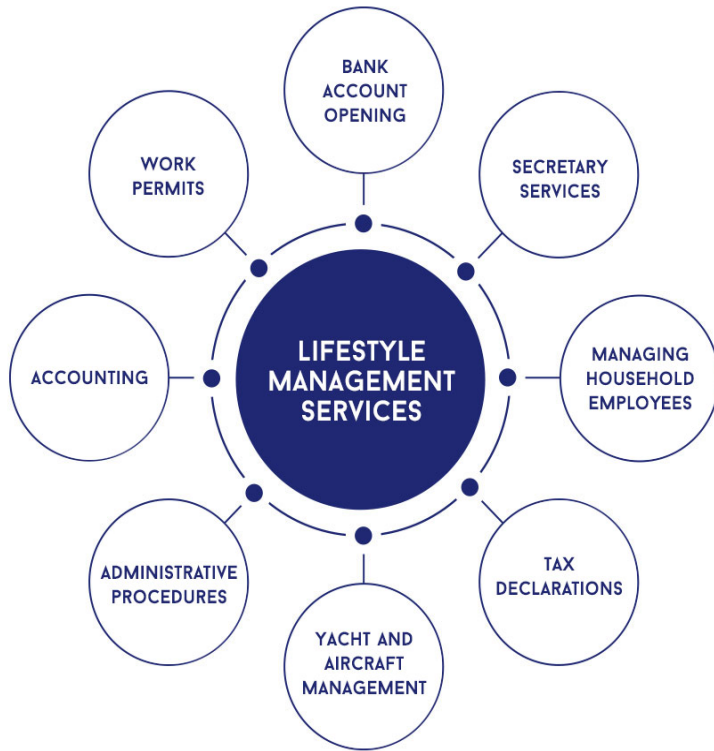 BANK
ACCOUNT
OPENING
SECRETARY
SERVICES
MANAGING
HOUSEHOLD
EMPLOYEES
TAX
DECLARATIONS
YACHT AND
AIRCRAFT
MANAGEMENT
ADMINISTRATIVE
PROCEDURES
ACCOUNTING
WORK
PERMITS
LIFESTYLE
MANAGEMENT
SERVICES